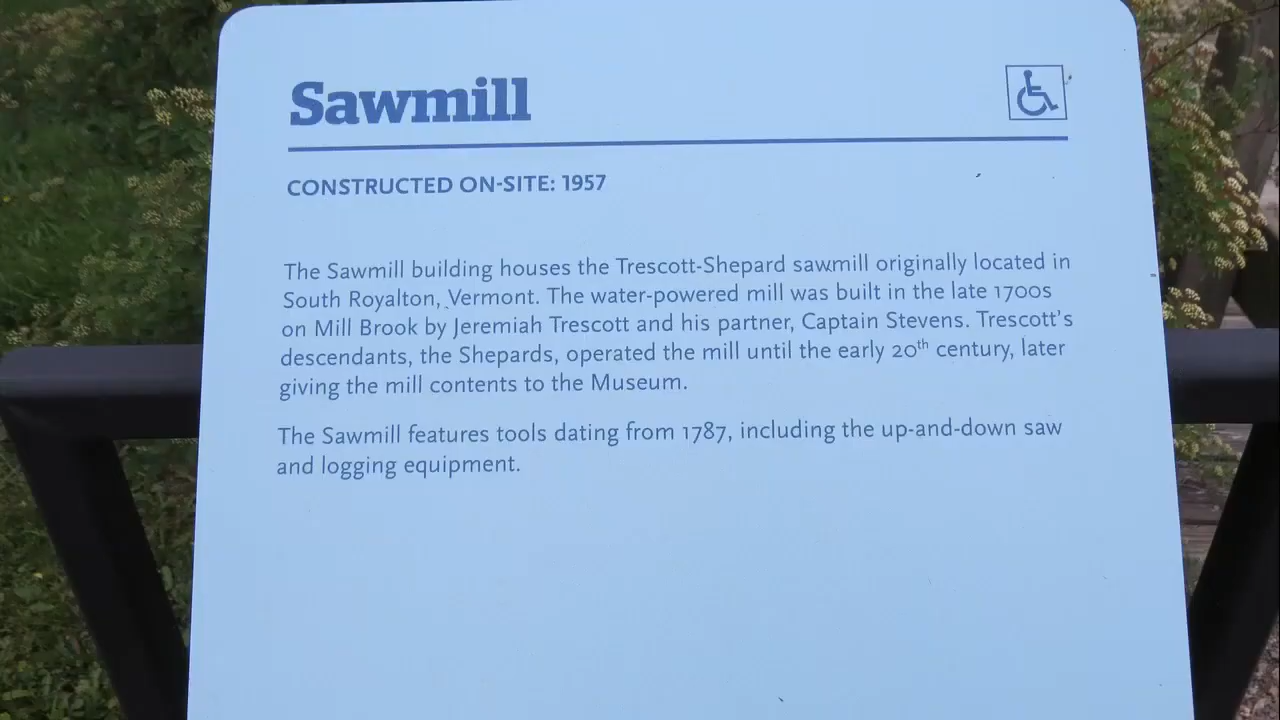 Sawmill
CONSTRUCTED ON-SITE: 1957
The Sawmill building houses the Trescott-Shepard sawmill originally located in
South Royalton, Vermont. The water-powered mill was built in the late 1700s
on Mill Brook by Jeremiah Trescott and his partner, Captain Stevens. Trescott's
descendants, the Shepards, operated the mill until the early 20th century, later
giving the mill contents to the Museum.
The Sawmill features tools dating from 1787, including the up-and-down saw
and logging equipment.